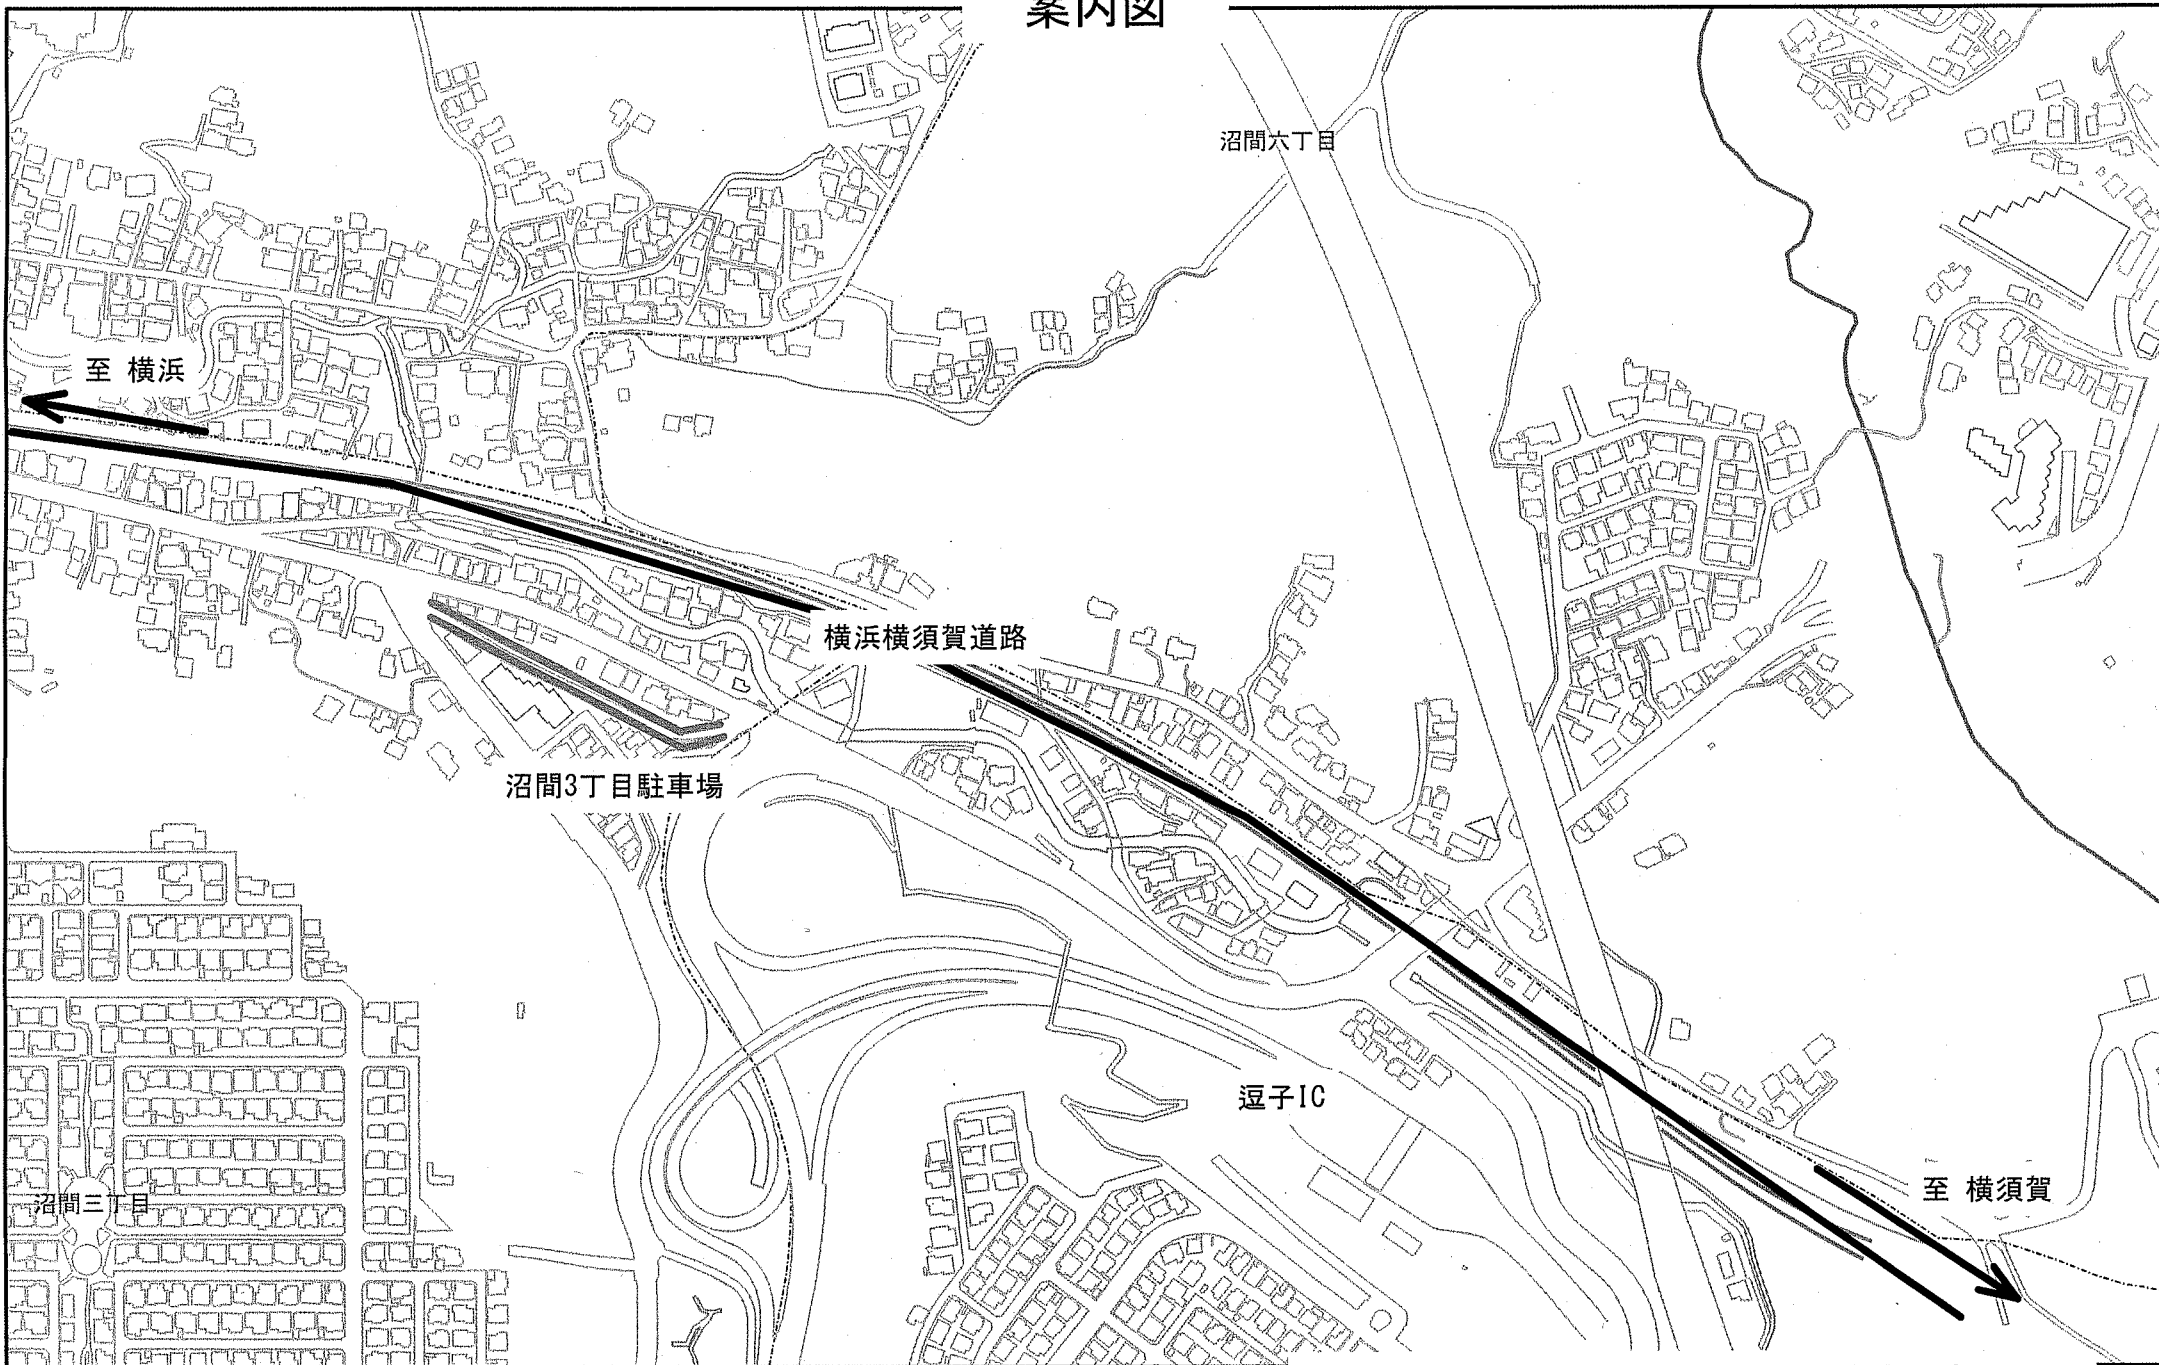 案内図
沼間六丁目
至 横浜
横浜横須賀道路
沼間3丁目駐車場
逗子IC
至 横須賀
沼間三丁目